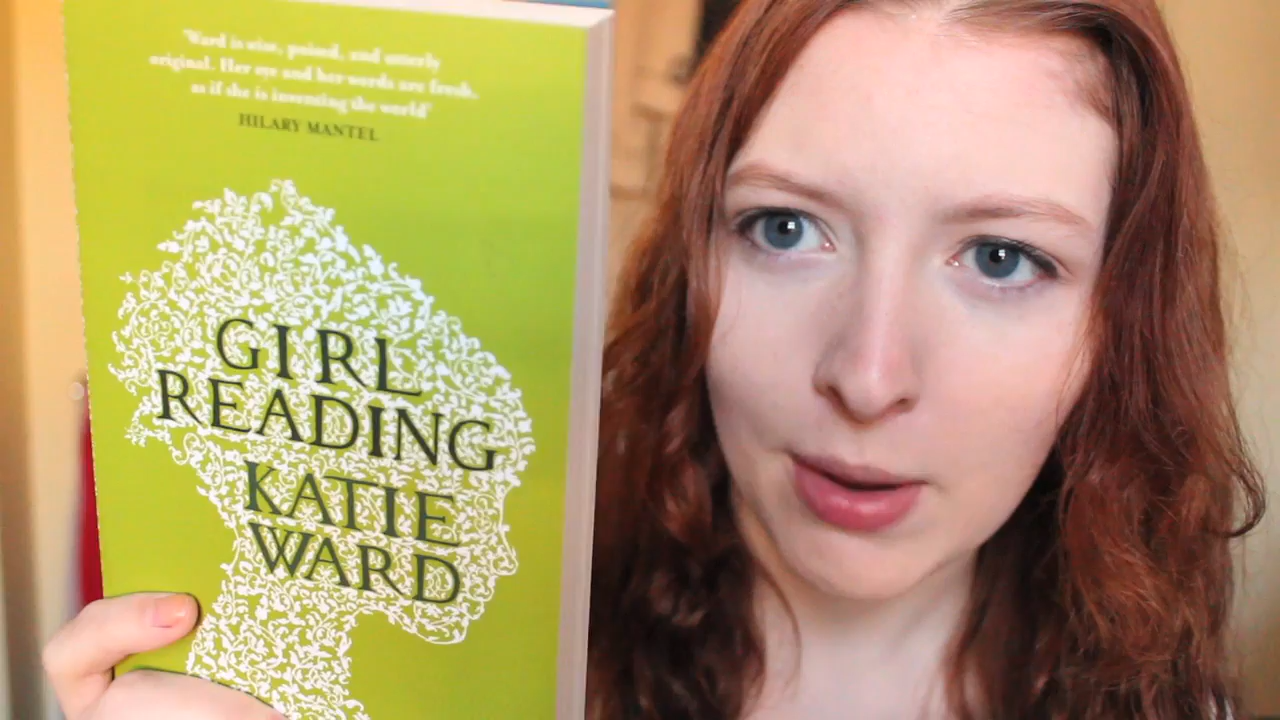 'Ward is wise, poised, and utterly
original. Her eye and her words are fresh,
as if she is inventing the world'
HILARY MANTEL
GIRL
READING
KATIE
WARD